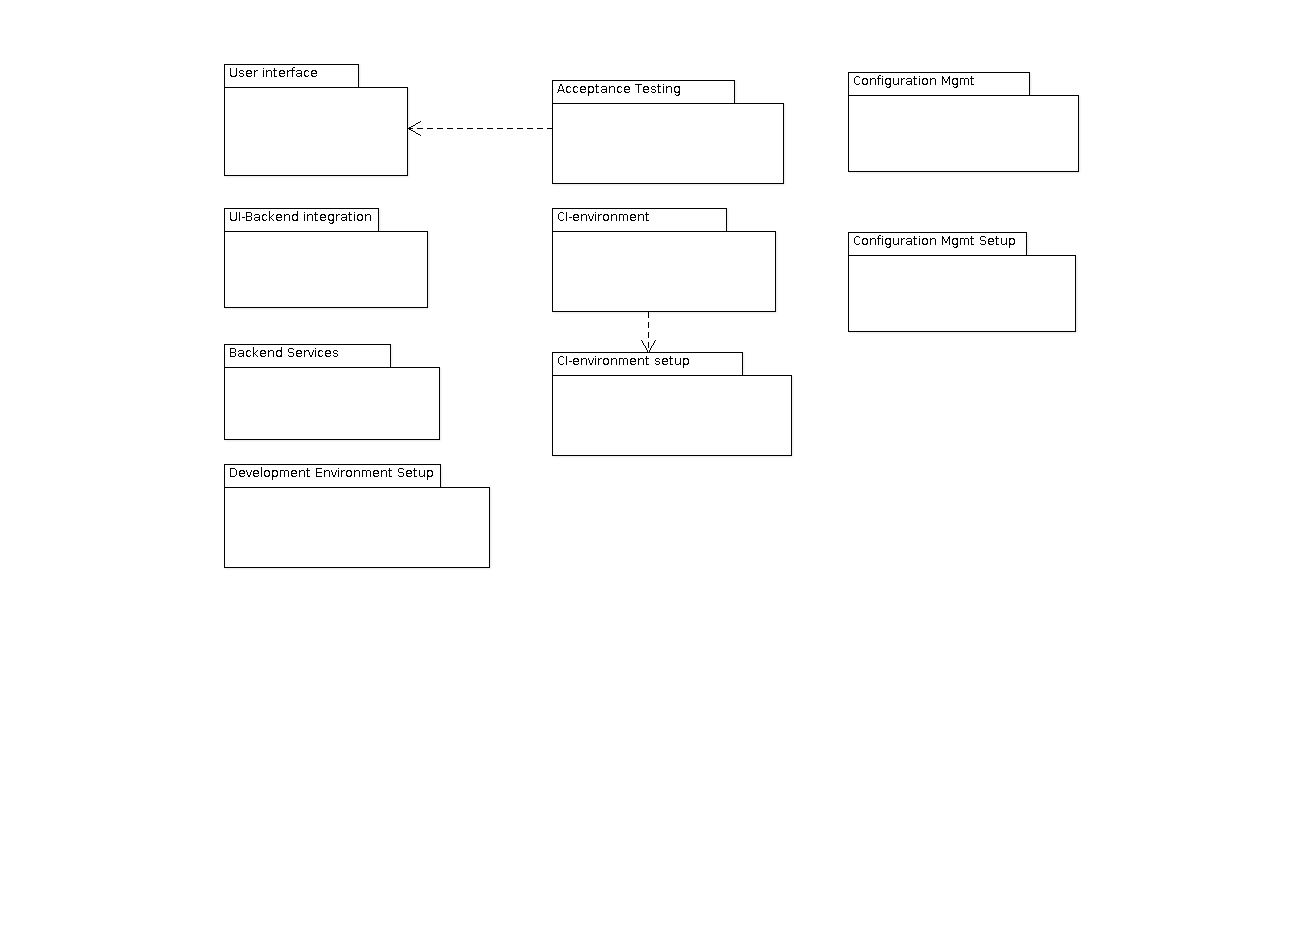 User interface
Acceptance Testing
Configuration Mgmt
UI-Backend integration
CI-environment
Configuration Mgmt Setup
Backend Services
CI-environment setup
Development Environment Setup